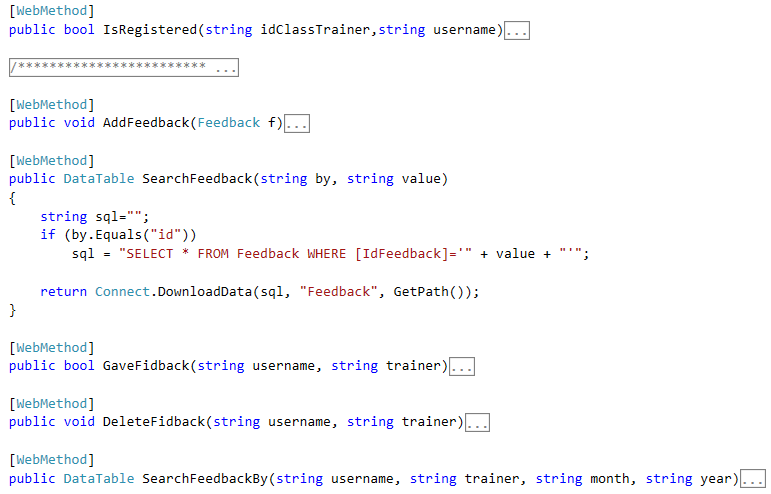 [WebMethod]
public bool IsRegistered(string idClassTrainer,string username)...
/************************ ...
[WebMethod]
public void AddFeedback(Feedback f)...
[WebMethod]
public DataTable SearchFeedback(string by, string value)
{
string sql="";
if (by.Equals("id"))
sql = "SELECT * FROM Feedback WHERE [IdFeedback]='" + value + "'";
return Connect.DownloadData(sql, "Feedback", GetPath());
}
[WebMethod]
public bool GaveFidback(string username, string trainer)...
[WebMethod]
public void DeleteFidback(string username, string trainer)...
[WebMethod]
public DataTable SearchFeedbackBy(string username, string trainer, string month, string year)...